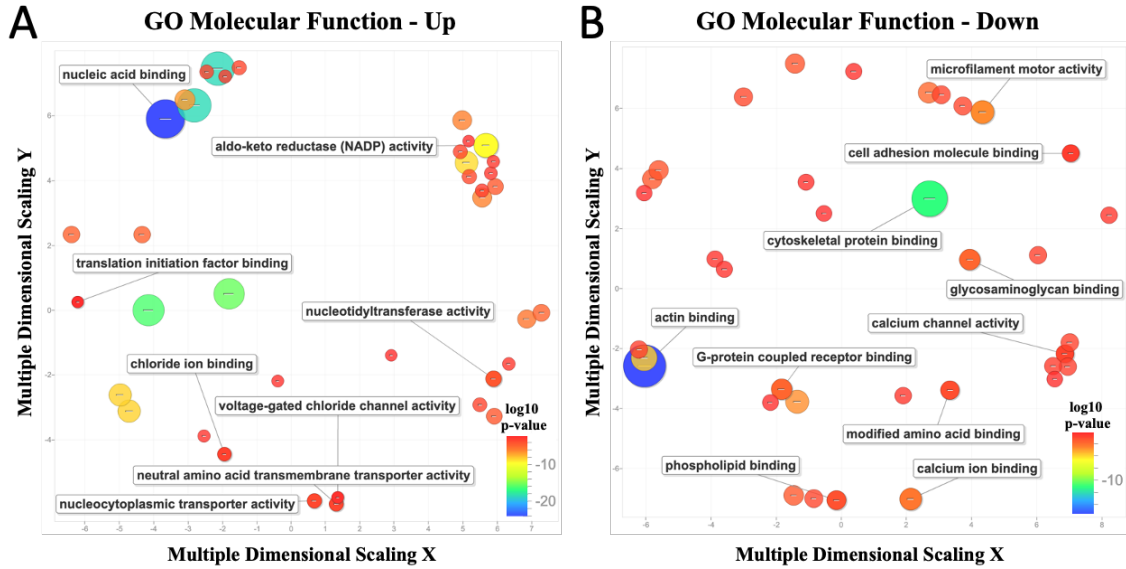 A
GO Molecular Function - Up
nucleic acid binding
aldo-keto reductase (NADP) activity
translation initiation factor binding
nucleotidyltransferase activity
chloride ion binding
voltage-gated chloride channel activity
neutral amino acid transmembrane transporter activity
nucleocytoplasmic transporter activity
log10
p-value
-10
-20
6
4
2
0
-2
-4
-6 -5 -4 -3 -2 -1 0 1 2 3 4 5 6 7
Multiple Dimensional Scaling Y
Multiple Dimensional Scaling X
B
GO Molecular Function - Down
microfilament motor activity
cell adhesion molecule binding
cytoskeletal protein binding
glycosaminoglycan binding
actin binding
calcium channel activity
G-protein coupled receptor binding
modified amino acid binding
phospholipid binding
calcium ion binding
log10
p-value
-10
6
4
2
0
-2
-4
-6
-6 -4 -2 0 2 4 6 8
Multiple Dimensional Scaling Y
Multiple Dimensional Scaling X